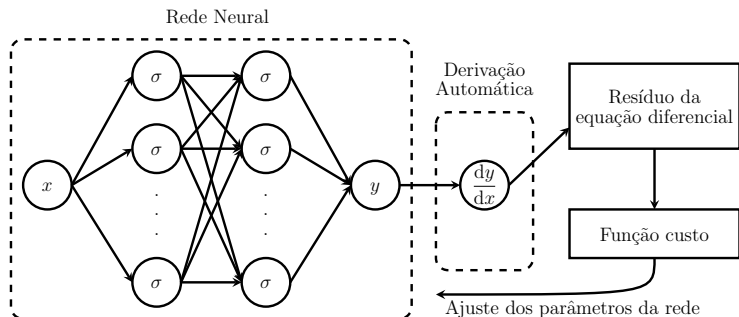 Rede Neural
Derivação
Automática
Resíduo da
equação diferencial
σ
σ
σ
σ
x
y
dy
dx
. . .
. . .
σ
σ
Função custo
Ajuste dos parâmetros da rede